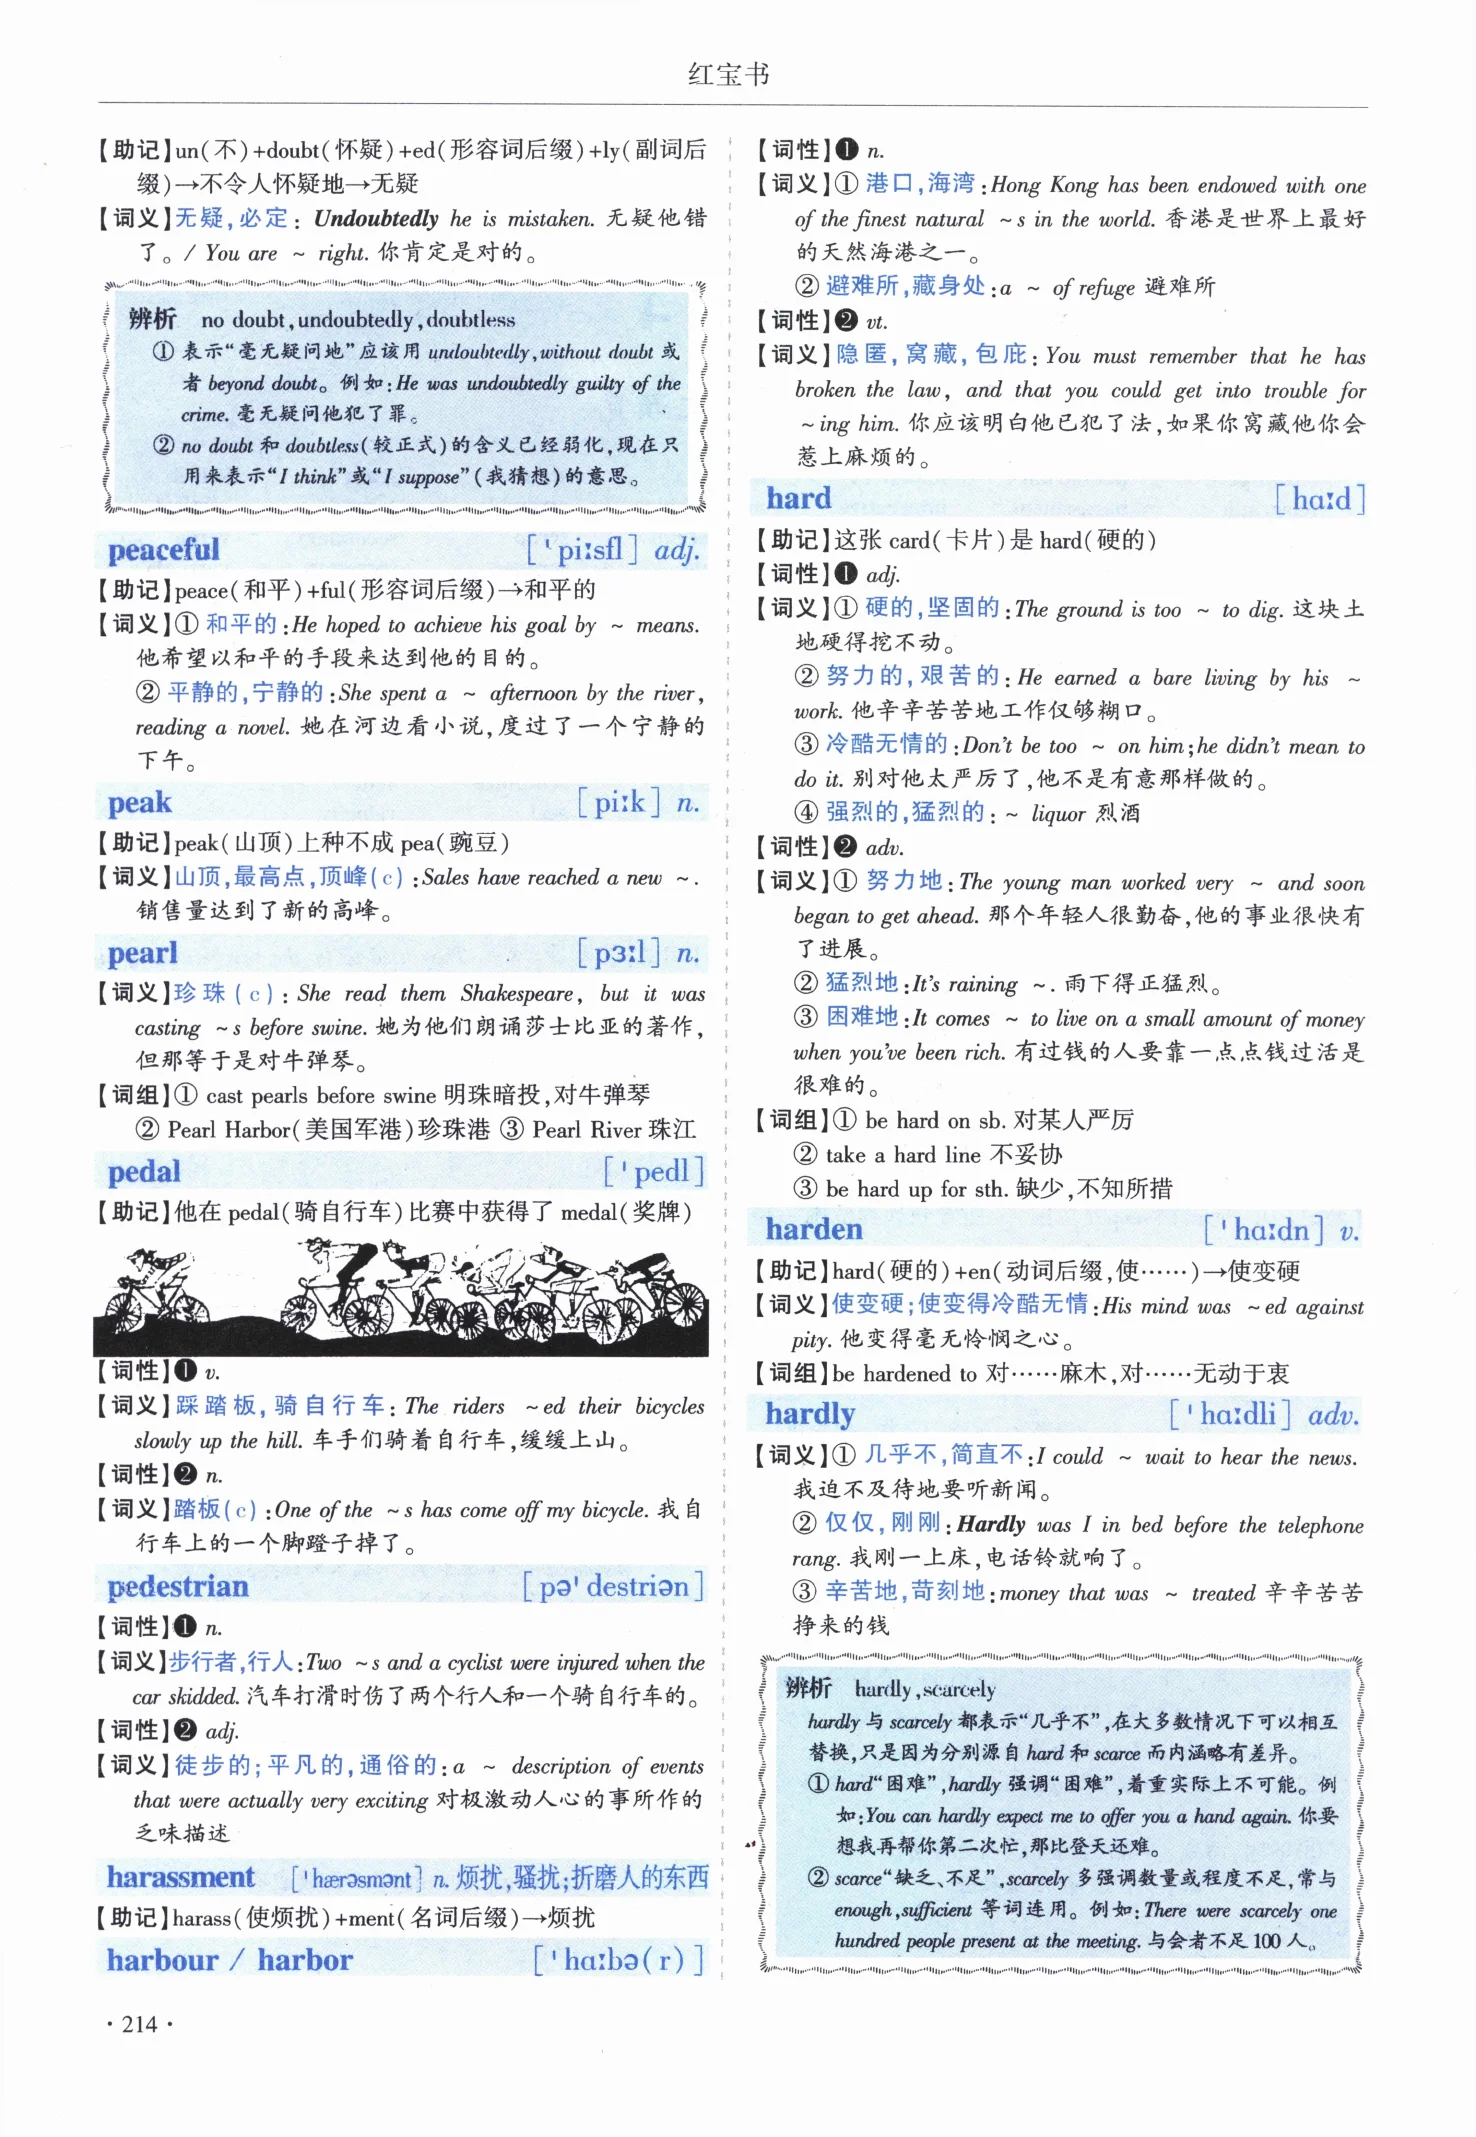 红宝书
【助记】un(不)+doubt(怀疑)+ed(形容词后缀)+ly(副词后
缀)→不令人怀疑地→无疑
【词义】无疑,必定: Undoubtedly he is mistaken. 无疑他错
了。/ You are ~ right. 你肯定是对的。
辨析 no doubt,undoubtedly,doubtless
① 表示“毫无疑问地”应该用 undoubtedly,without doubt 或
者 beyond doubt。例如:He was undoubtedly guilty of the
crime. 毫无疑问他犯了罪。
② no doubt 和 doubtless(较正式)的含义已经弱化,现在只
用来表示“I think”或“I suppose”(我猜想)的意思。
peaceful [ˈpiːsfl] adj.
【助记】peace(和平)+ful(形容词后缀)→和平的
【词义】① 和平的:He hoped to achieve his goal by ~ means.
他希望以和平的手段来达到他的目的。
② 平静的,宁静的:She spent a ~ afternoon by the river,
reading a novel. 她在河边看小说,度过了一个宁静的
下午。
peak [piːk] n.
【助记】peak(山顶)上种不成 pea(豌豆)
【词义】山顶,最高点,顶峰(c):Sales have reached a new ~.
销售量达到了新的高峰。
pearl [pɜːl] n.
【词义】珍珠(c): She read them Shakespeare, but it was
casting ~s before swine. 她为他们朗诵莎士比亚的著作,
但那等于是对牛弹琴。
【词组】① cast pearls before swine 明珠暗投,对牛弹琴
② Pearl Harbor(美国军港)珍珠港 ③ Pearl River 珠江
pedal [ˈpedl]
【助记】他在 pedal(骑自行车)比赛中获得了 medal(奖牌)
【词性】❶ v.
【词义】踩踏板,骑自行车: The riders ~ed their bicycles
slowly up the hill. 车手们骑着自行车,缓缓上山。
【词性】❷ n.
【词义】踏板(c):One of the ~s has come off my bicycle. 我自
行车上的一个脚蹬子掉了。
pedestrian [pəˈdestriən]
【词性】❶ n.
【词义】步行者,行人:Two ~s and a cyclist were injured when the
car skidded. 汽车打滑时伤了两个行人和一个骑自行车的。
【词性】❷ adj.
【词义】徒步的;平凡的,通俗的:a ~ description of events
that were actually very exciting 对极激动人心的事所作的
乏味描述
harassment [ˈhærəsmənt] n. 烦扰,骚扰;折磨人的东西
【助记】harass(使烦扰)+ment(名词后缀)→烦扰
harbour / harbor [ˈhɑːbə(r)]
· 214 ·
【词性】❶ n.
【词义】① 港口,海湾:Hong Kong has been endowed with one
of the finest natural ~s in the world. 香港是世界上最好
的天然海港之一。
② 避难所,藏身处:a ~ of refuge 避难所
【词性】❷ vt.
【词义】隐匿,窝藏,包庇: You must remember that he has
broken the law, and that you could get into trouble for
~ing him. 你应该明白他已犯了法,如果你窝藏他你会
惹上麻烦的。
hard [hɑːd]
【助记】这张 card(卡片)是 hard(硬的)
【词性】❶ adj.
【词义】① 硬的,坚固的:The ground is too ~ to dig. 这块土
地硬得挖不动。
② 努力的,艰苦的: He earned a bare living by his ~
work. 他辛辛苦苦地工作仅够糊口。
③ 冷酷无情的:Don't be too ~ on him;he didn't mean to
do it. 别对他太严厉了,他不是有意那样做的。
④ 强烈的,猛烈的: ~ liquor 烈酒
【词性】❷ adv.
【词义】① 努力地:The young man worked very ~ and soon
began to get ahead. 那个年轻人很勤奋,他的事业很快有
了进展。
② 猛烈地:It's raining ~. 雨下得正猛烈。
③ 困难地:It comes ~ to live on a small amount of money
when you've been rich. 有过钱的人要靠一点点钱过活是
很难的。
【词组】① be hard on sb. 对某人严厉
② take a hard line 不妥协
③ be hard up for sth. 缺少,不知所措
harden [ˈhɑːdn] v.
【助记】hard(硬的)+en(动词后缀,使……)→使变硬
【词义】使变硬;使变得冷酷无情:His mind was ~ed against
pity. 他变得毫无怜悯之心。
【词组】be hardened to 对……麻木,对……无动于衷
hardly [ˈhɑːdli] adv.
【词义】① 几乎不,简直不:I could ~ wait to hear the news.
我迫不及待地要听新闻。
② 仅仅,刚刚: Hardly was I in bed before the telephone
rang. 我刚一上床,电话铃就响了。
③ 辛苦地,苛刻地:money that was ~ treated 辛辛苦苦
挣来的钱
辨析 hardly,scarcely
hardly 与 scarcely 都表示“几乎不”,在大多数情况下可以相互
替换,只是因为分别源自 hard 和 scarce 而内涵略有差异。
① hard“困难”,hardly 强调“困难”,着重实际上不可能。例
如:You can hardly expect me to offer you a hand again. 你要
想我再帮你第二次忙,那比登天还难。
② scarce“缺乏、不足”,scarcely 多强调数量或程度不足,常与
enough,sufficient 等词连用。例如:There were scarcely one
hundred people present at the meeting. 与会者不足 100 人。